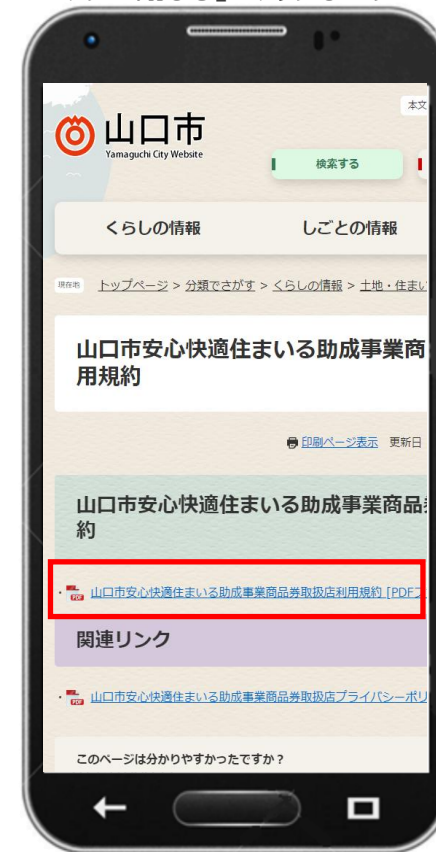 本文
山口市
Yamaguchi City Website
検索する
くらしの情報 しごとの情報
現在地 トップページ > 分類でさがす > くらしの情報 > 土地・住まい
山口市安心快適住まいる助成事業商
用規約
印刷ページ表示 更新日
山口市安心快適住まいる助成事業商品
約
・PDF 山口市安心快適住まいる助成事業商品券取扱店利用規約 [PDFフ
関連リンク
・PDF 山口市安心快適住まいる助成事業商品券取扱店プライバシーポリ
このページは分かりやすかったですか？